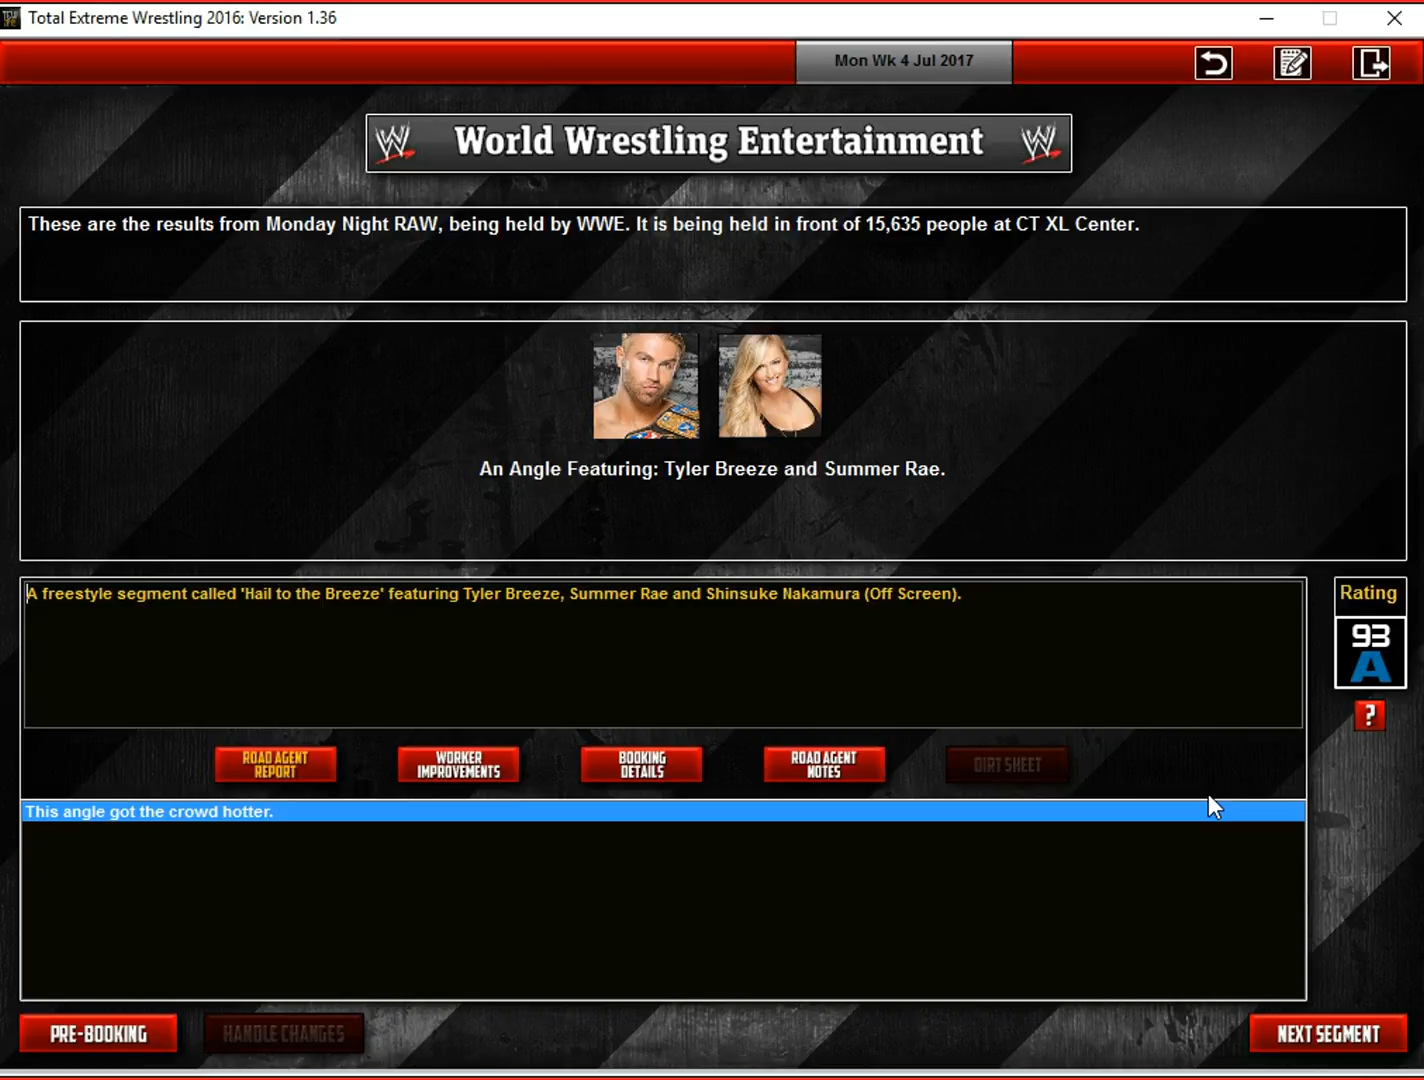 Total Extreme Wrestling 2016: Version 1.36
Mon Wk 4 Jul 2017
World Wrestling Entertainment
These are the results from Monday Night RAW, being held by WWE. It is being held in front of 15,635 people at CT XL Center.
An Angle Featuring: Tyler Breeze and Summer Rae.
A freestyle segment called 'Hail to the Breeze' featuring Tyler Breeze, Summer Rae and Shinsuke Nakamura (Off Screen).
Rating
93
A
?
ROAD AGENT
REPORT
WORKER
IMPROVEMENTS
BOOKING
DETAILS
ROAD AGENT
NOTES
DIRT SHEET
This angle got the crowd hotter.
PRE-BOOKING
HANDLE CHANGES
NEXT SEGMENT